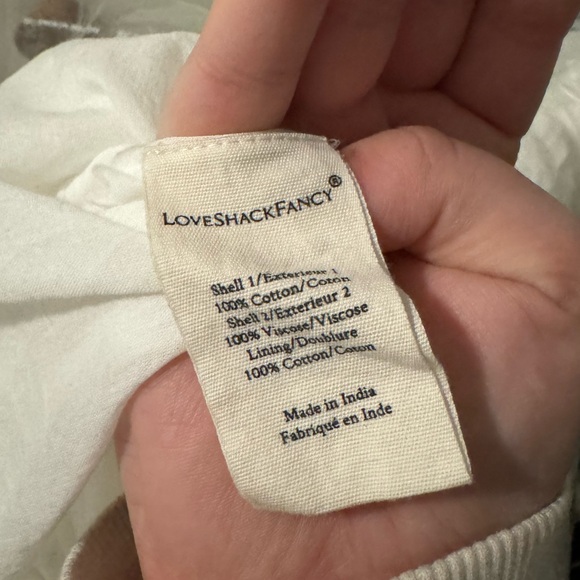 LOVESHACKFANCY®
Shell 1/Exterieur 1
100% Cotton/Coton
Shell 2/Exterieur 2
100% Viscose/Viscose
Lining/Doublure
100% Cotton/Coton
Made in India
Fabriqué en Inde